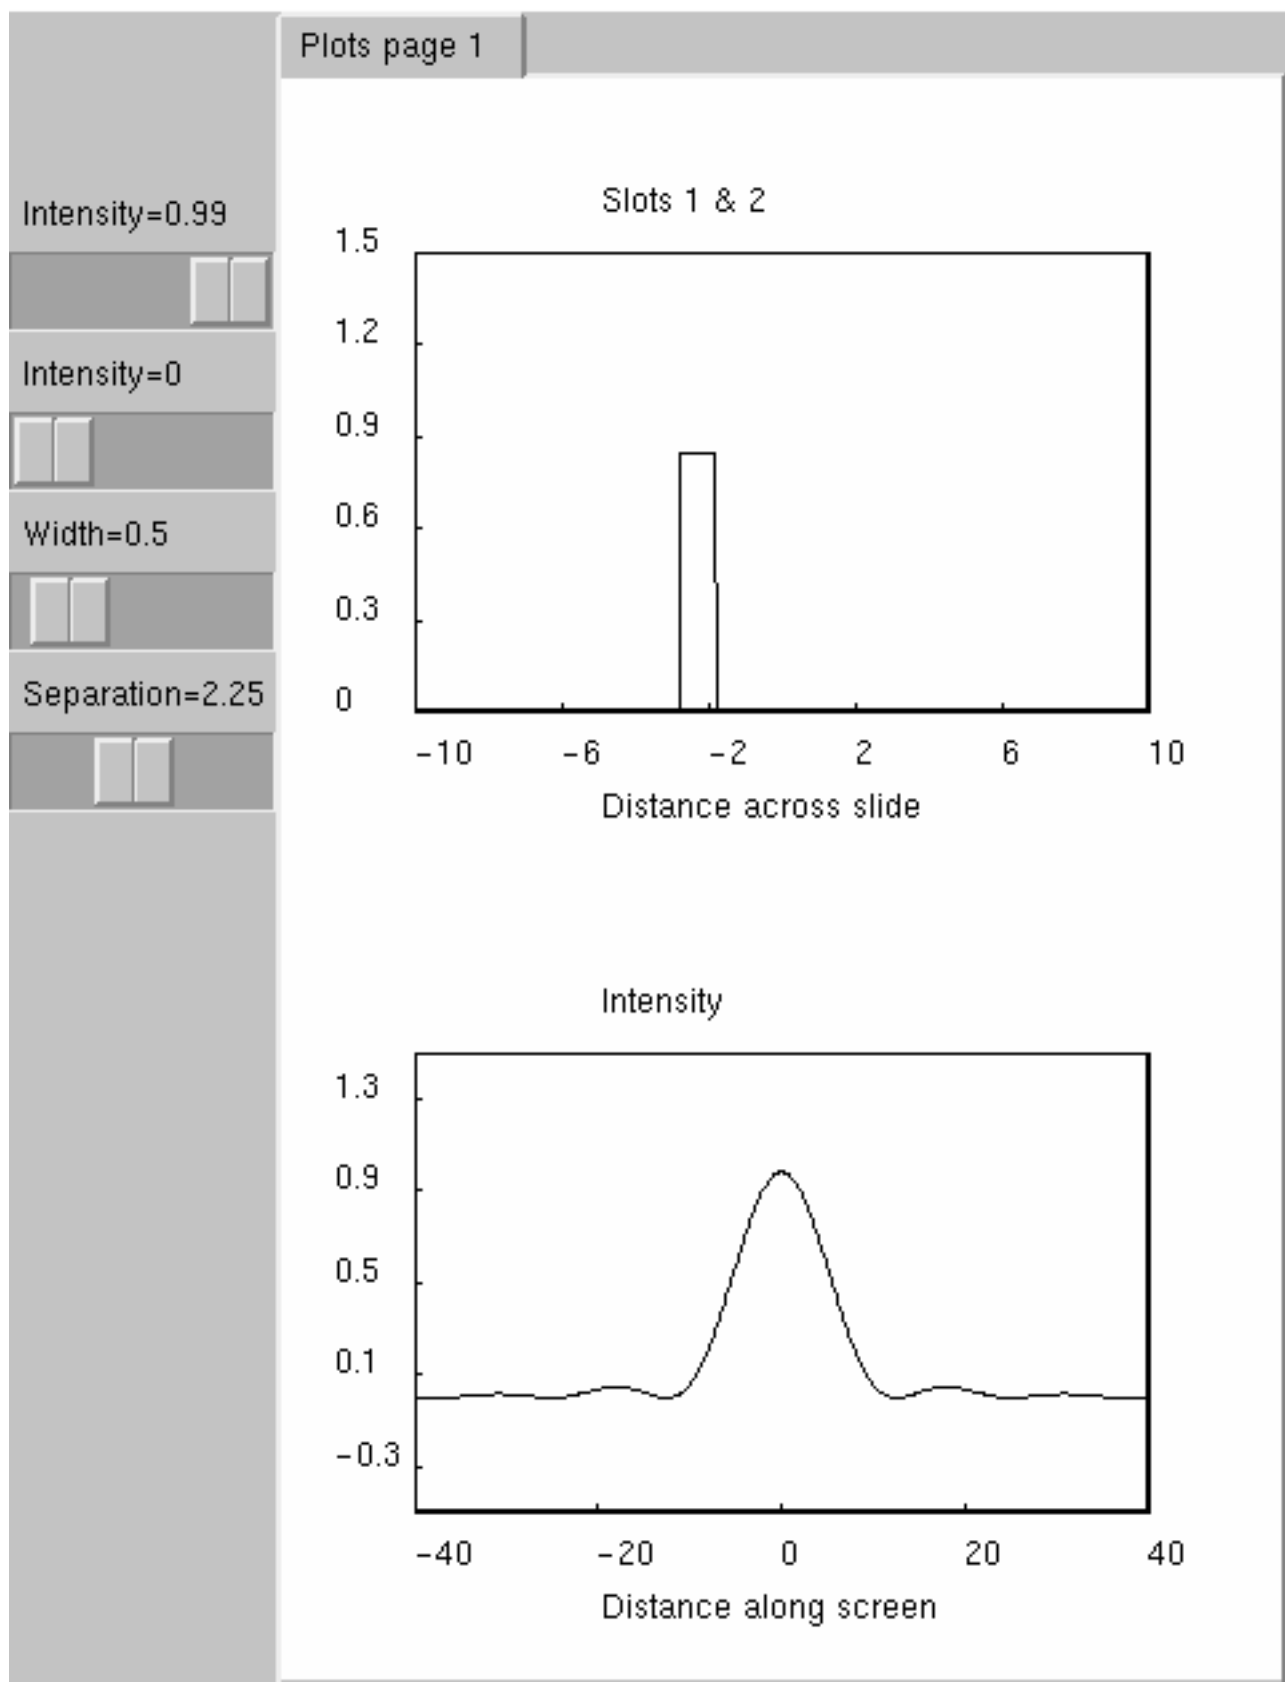 Plots page 1
Intensity=0.99
Intensity=0
Width=0.5
Separation=2.25
Slots 1 & 2
1.5
1.2
0.9
0.6
0.3
0
-10 -6 -2 2 6 10
Distance across slide
Intensity
1.3
0.9
0.5
0.1
-0.3
-40 -20 0 20 40
Distance along screen